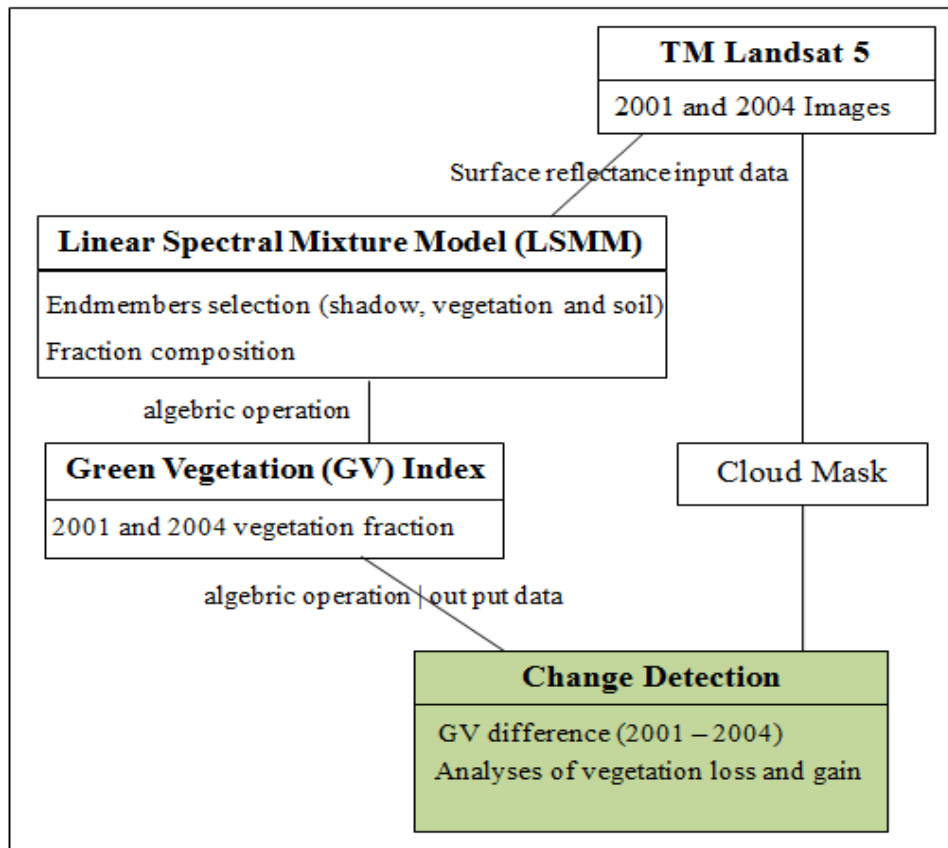 TM Landsat 5
2001 and 2004 Images
Surface reflectance input data
Linear Spectral Mixture Model (LSMM)
Endmembers selection (shadow, vegetation and soil)
Fraction composition
algebric operation
Green Vegetation (GV) Index
2001 and 2004 vegetation fraction
Cloud Mask
algebric operation | out put data
Change Detection
GV difference (2001 – 2004)
Analyses of vegetation loss and gain